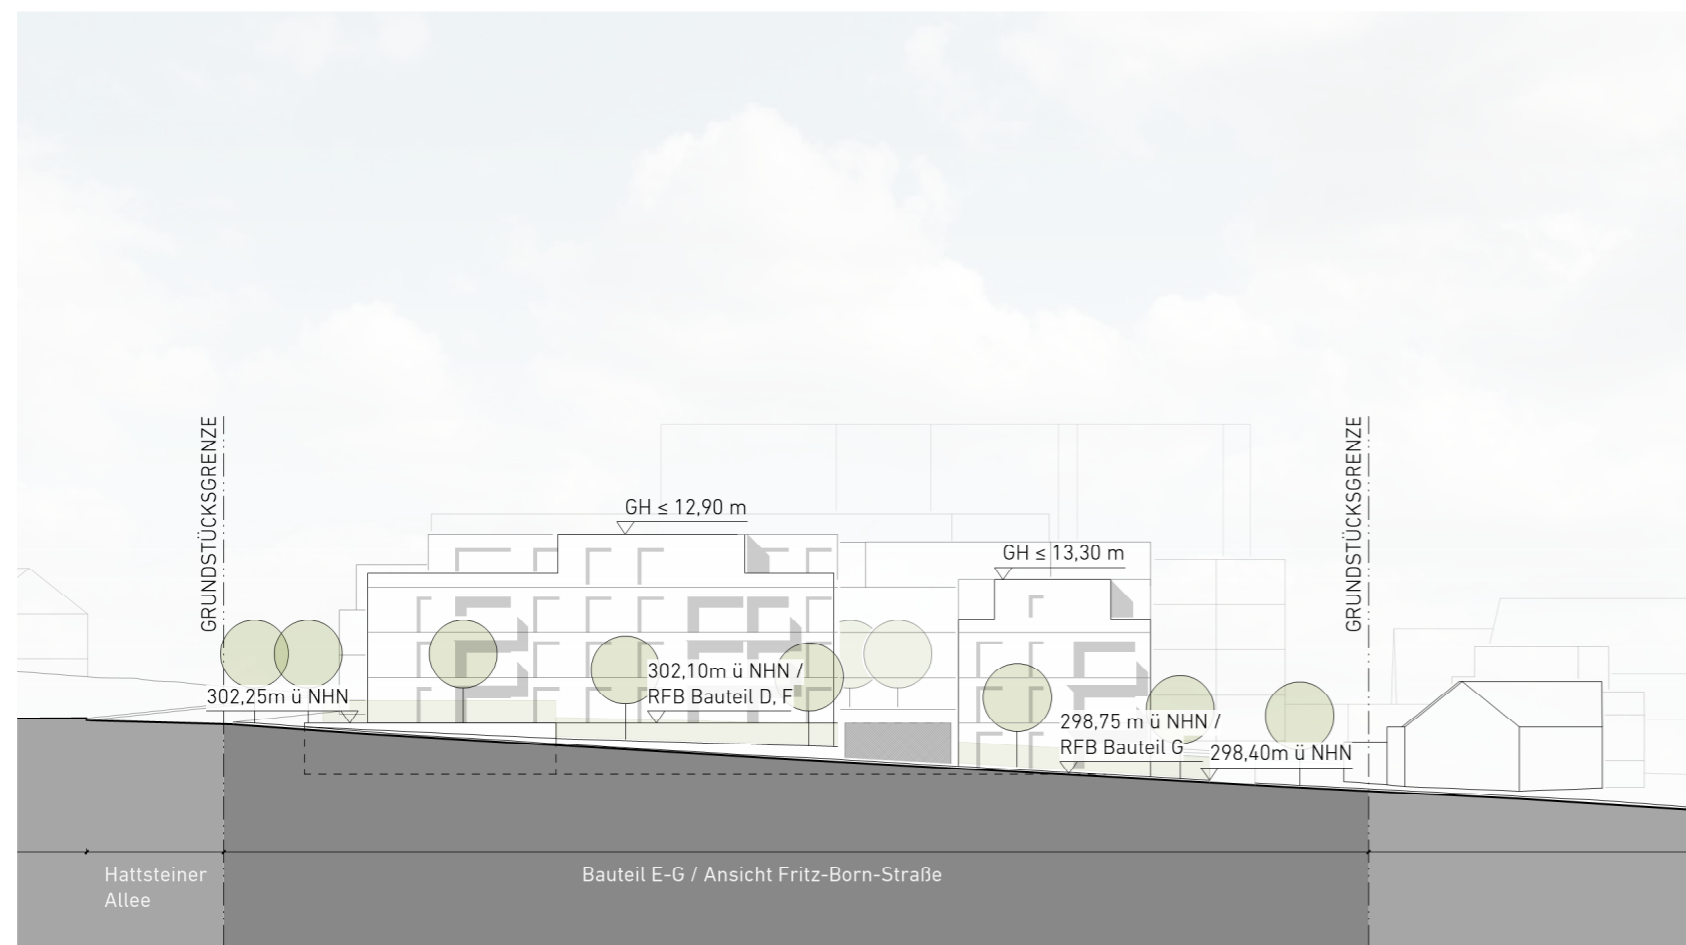 GRUNDSTÜCKSGRENZE
GRUNDSTÜCKSGRENZE
GH ≤ 12,90 m
GH ≤ 13,30 m
302,10m ü NHN /
RFB Bauteil D, F
302,25m ü NHN
298,75 m ü NHN /
RFB Bauteil G
298,40m ü NHN
Hattsteiner
Allee
Bauteil E-G / Ansicht Fritz-Born-Straße